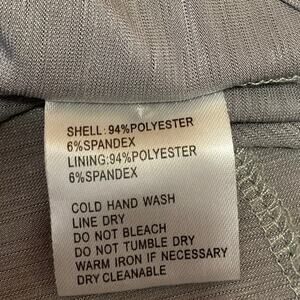 SHELL:94%POLYESTER
6%SPANDEX
LINING:94%POLYESTER
6%SPANDEX
COLD HAND WASH
LINE DRY
DO NOT BLEACH
DO NOT TUMBLE DRY
WARM IRON IF NECESSARY
DRY CLEANABLE